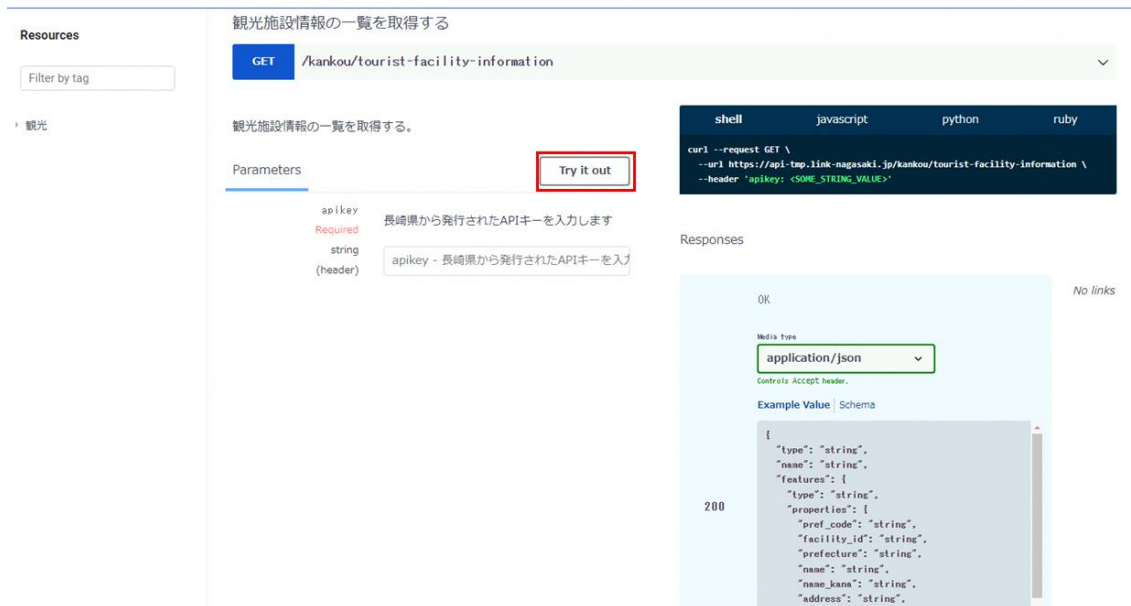 Resources
Filter by tag
観光
観光施設情報の一覧を取得する
GET /kankou/tourist-facility-information
観光施設情報の一覧を取得する。
Parameters
Try it out
apikey
Required
string
(header)
長崎県から発行されたAPIキーを入力します
apikey - 長崎県から発行されたAPIキーを入力
shell javascript python ruby
curl --request GET \
--url https://api-tmp.link-nagasaki.jp/kankou/tourist-facility-information \
--header 'apikey: <SOME_STRING_VALUE>'
Responses
200
OK
No links
Media type
application/json
Controls Accept header.
Example Value Schema
{
"type": "string",
"name": "string",
"features": {
"type": "string",
"properties": {
"pref_code": "string",
"facility_id": "string",
"prefecture": "string",
"name": "string",
"name_kana": "string",
"address": "string",